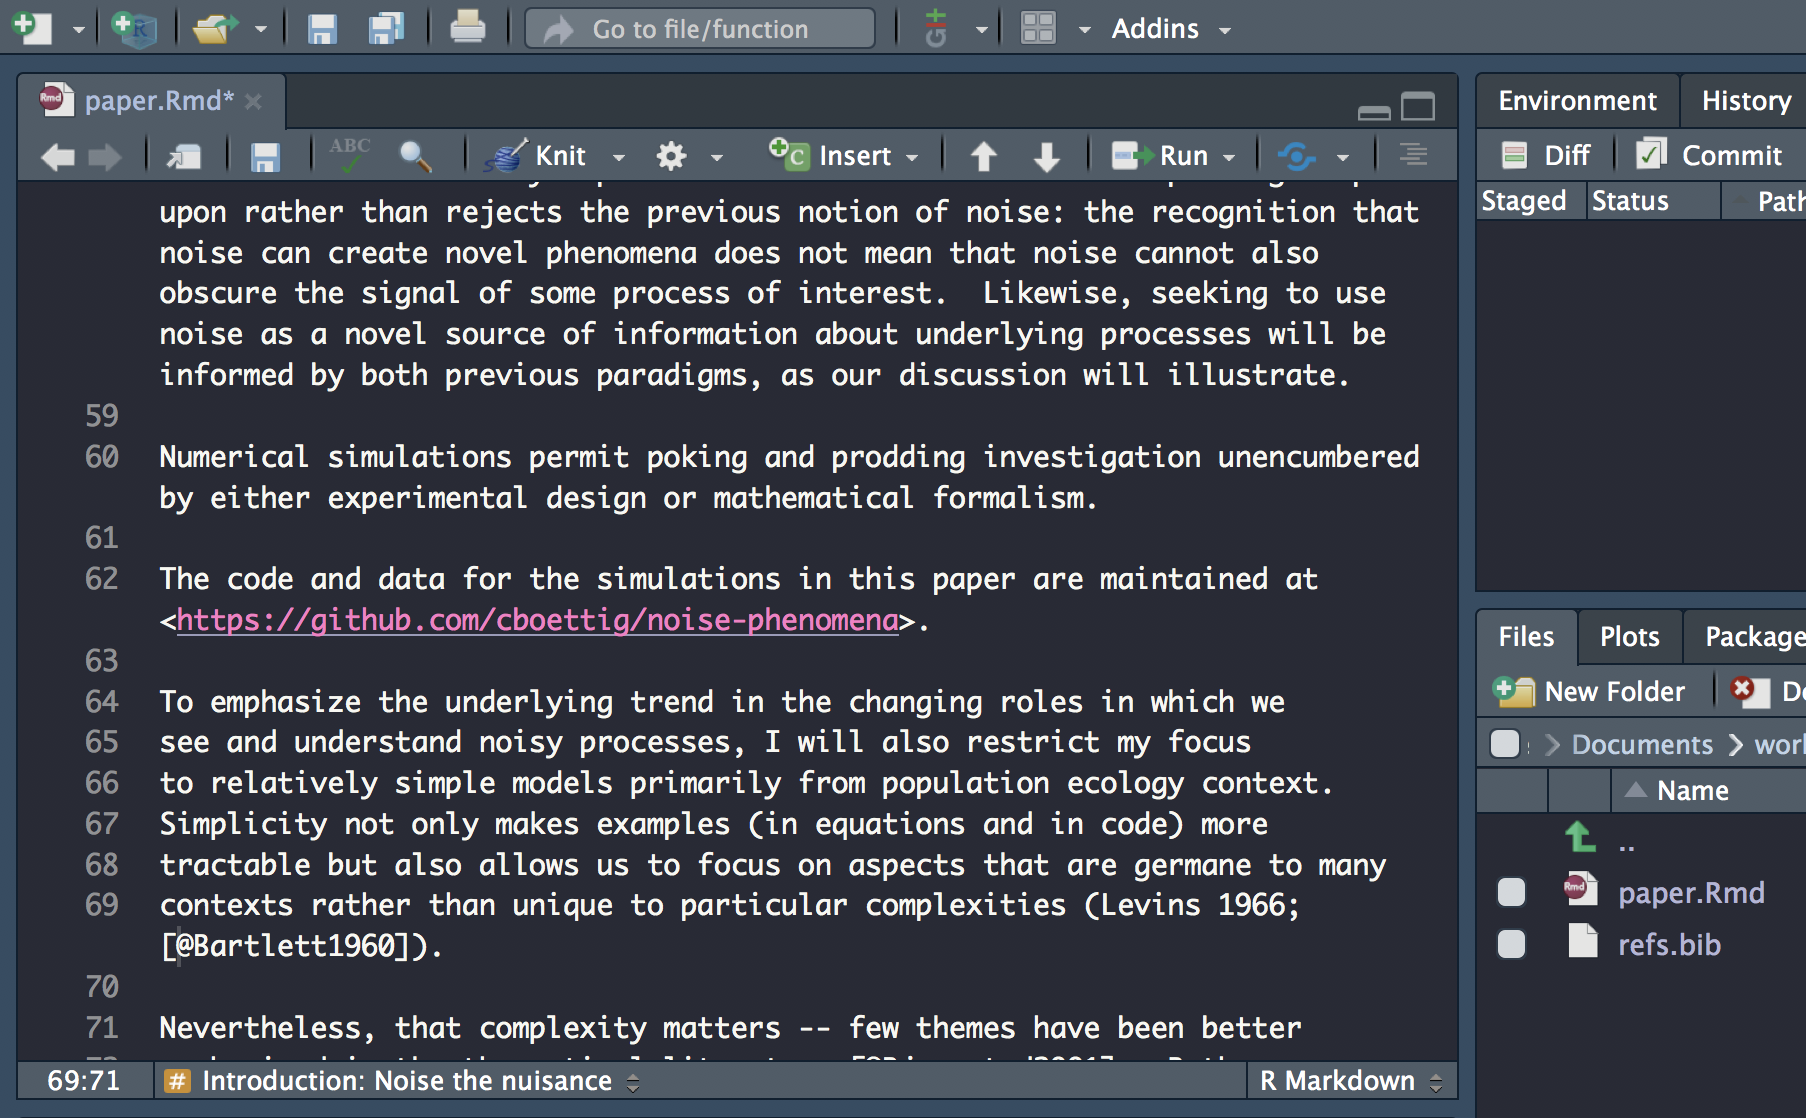 Go to file/function
Git
Addins
paper.Rmd*
Environment
History
ABC
Knit
Insert
Run
Diff
Commit
Staged
Status
Path
upon rather than rejects the previous notion of noise: the recognition that
noise can create novel phenomena does not mean that noise cannot also
obscure the signal of some process of interest.  Likewise, seeking to use
noise as a novel source of information about underlying processes will be
informed by both previous paradigms, as our discussion will illustrate.
59
60 Numerical simulations permit poking and prodding investigation unencumbered
by either experimental design or mathematical formalism.
61
62 The code and data for the simulations in this paper are maintained at
<https://github.com/cboettig/noise-phenomena>.
63
64 To emphasize the underlying trend in the changing roles in which we
65 see and understand noisy processes, I will also restrict my focus
66 to relatively simple models primarily from population ecology context.
67 Simplicity not only makes examples (in equations and in code) more
68 tractable but also allows us to focus on aspects that are germane to many
69 contexts rather than unique to particular complexities (Levins 1966;
[@Bartlett1960]).
70
71 Nevertheless, that complexity matters -- few themes have been better
69:71
# Introduction: Noise the nuisance
R Markdown
Files
Plots
Package
New Folder
De
Documents
Name
..
Rmd paper.Rmd
refs.bib